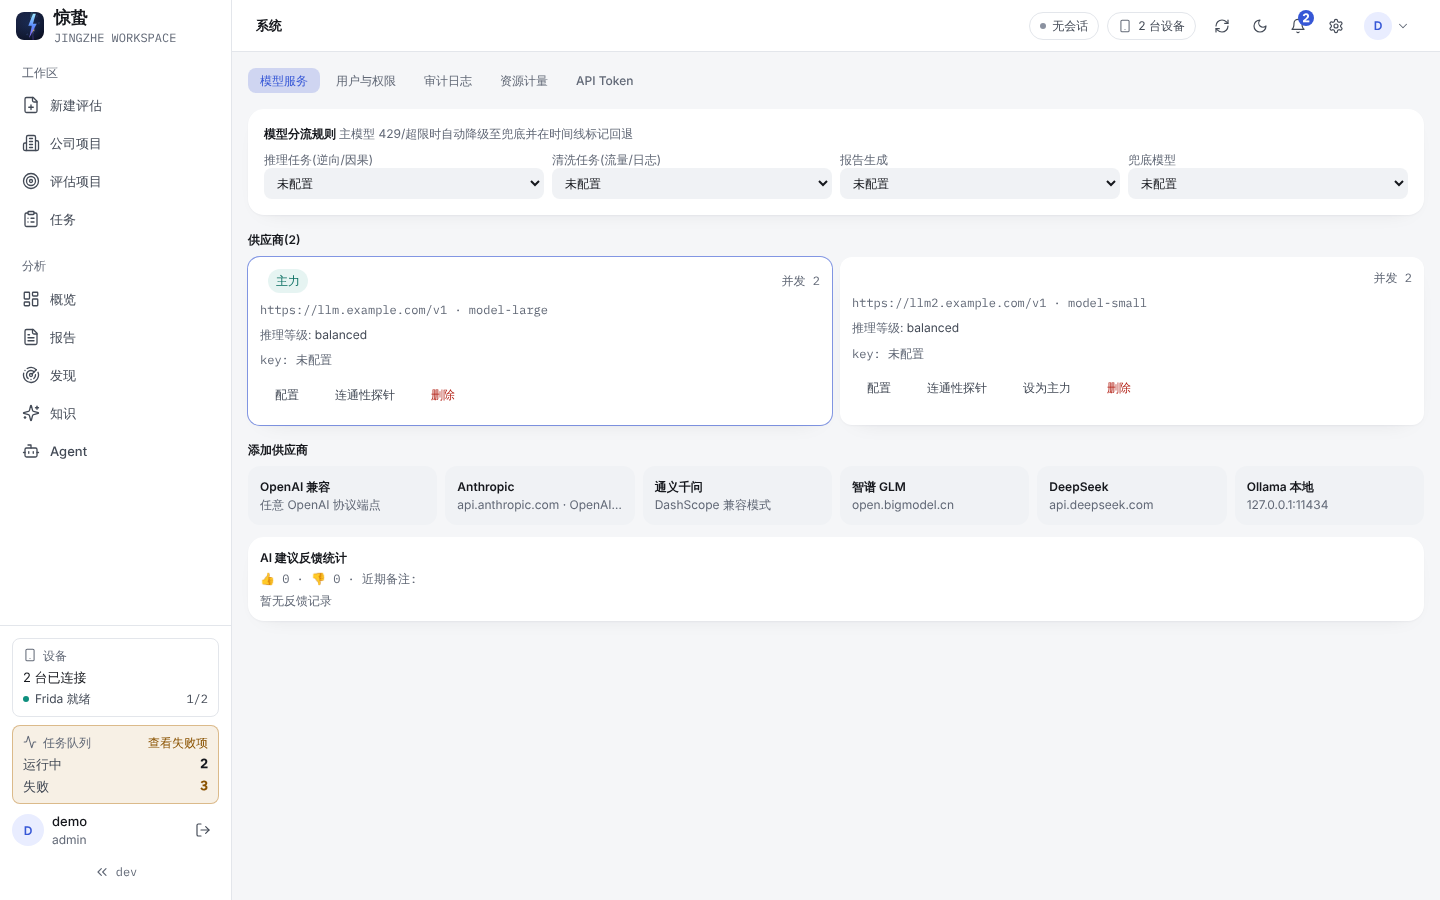 惊蛰
JINGZHE WORKSPACE
工作区
新建评估
公司项目
评估项目
任务
分析
概览
报告
发现
知识
Agent
设备
2 台已连接
Frida 就绪 1/2
任务队列 查看失败项
运行中 2
失败 3
D demo
admin
dev
系统
无会话
2 台设备
2
D
模型服务 用户与权限 审计日志 资源计量 API Token
模型分流规则 主模型 429/超限时自动降级至兜底并在时间线标记回退
推理任务(逆向/因果) 清洗任务(流量/日志) 报告生成 兜底模型
未配置 未配置 未配置 未配置
供应商(2)
主力 并发 2
https://llm.example.com/v1 · model-large
推理等级: balanced
key: 未配置
配置 连通性探针 删除
并发 2
https://llm2.example.com/v1 · model-small
推理等级: balanced
key: 未配置
配置 连通性探针 设为主力 删除
添加供应商
OpenAI 兼容
任意 OpenAI 协议端点
Anthropic
api.anthropic.com · OpenAI...
通义千问
DashScope 兼容模式
智谱 GLM
open.bigmodel.cn
DeepSeek
api.deepseek.com
Ollama 本地
127.0.0.1:11434
AI 建议反馈统计
👍 0 · 👎 0 · 近期备注:
暂无反馈记录